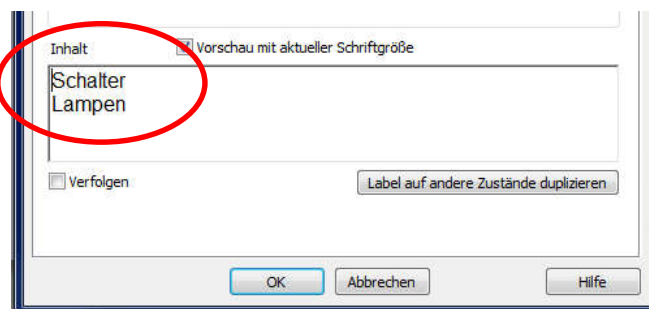 Inhalt
Vorschau mit aktueller Schriftgröße
Schalter
Lampen
Verfolgen
Label auf andere Zustände duplizieren
OK
Abbrechen
Hilfe